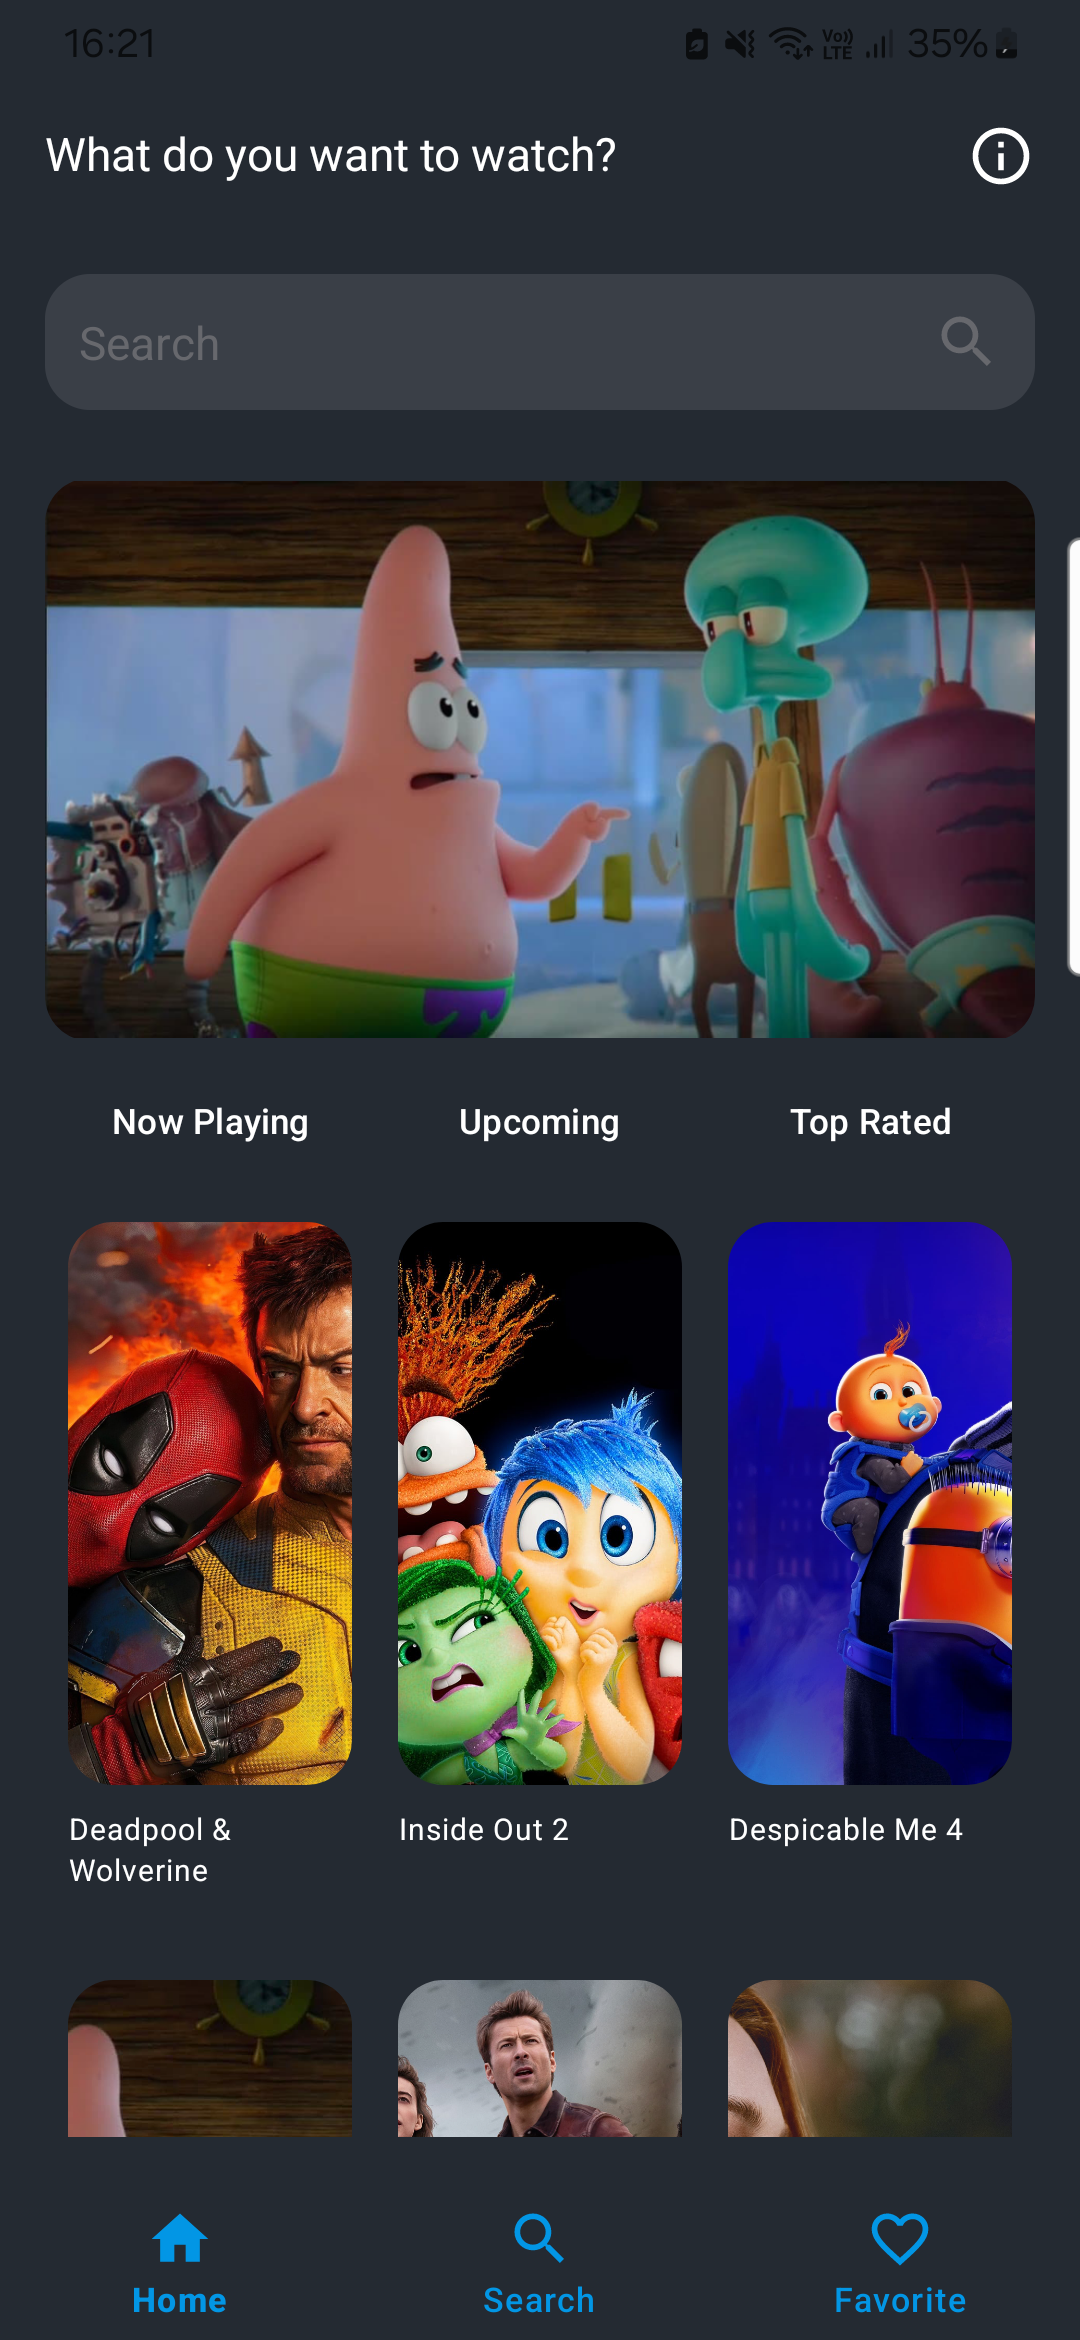 16:21
Vo)) LTE 35%
What do you want to watch?
Search
Now Playing Upcoming Top Rated
Deadpool &
Wolverine
Inside Out 2
Despicable Me 4
Home Search Favorite